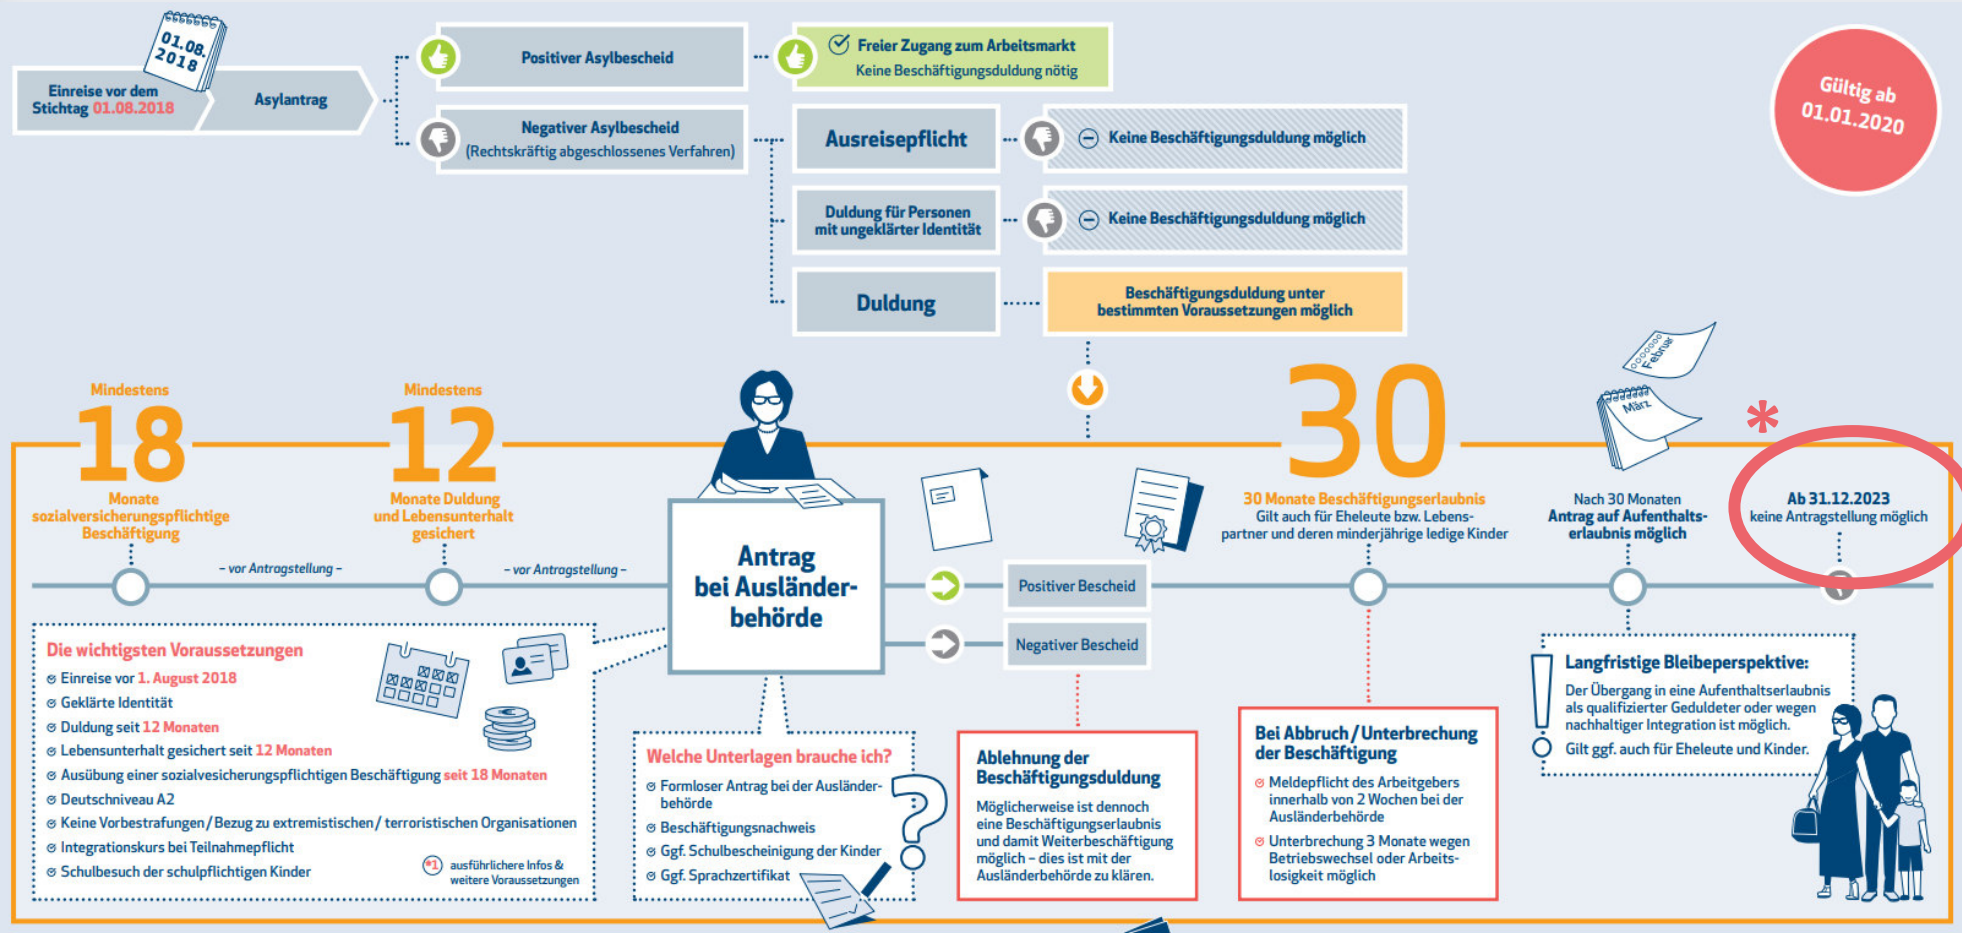 01.08.
2018
Einreise vor dem
Stichtag 01.08.2018
Asylantrag
Positiver Asylbescheid
Freier Zugang zum Arbeitsmarkt
Keine Beschäftigungsduldung nötig
Negativer Asylbescheid
(Rechtskräftig abgeschlossenes Verfahren)
Ausreisepflicht
Keine Beschäftigungsduldung möglich
Duldung für Personen
mit ungeklärter Identität
Keine Beschäftigungsduldung möglich
Duldung
Beschäftigungsduldung unter
bestimmten Voraussetzungen möglich
Gültig ab
01.01.2020
Mindestens
18
Monate
sozialversicherungspflichtige
Beschäftigung
– vor Antragstellung –
Mindestens
12
Monate Duldung
und Lebensunterhalt
gesichert
– vor Antragstellung –
Antrag
bei Ausländer-
behörde
Positiver Bescheid
Negativer Bescheid
30
30 Monate Beschäftigungserlaubnis
Gilt auch für Eheleute bzw. Lebens-
partner und deren minderjährige ledige Kinder
Februar
März
Nach 30 Monaten
Antrag auf Aufenthalts-
erlaubnis möglich
*
Ab 31.12.2023
keine Antragstellung möglich
Die wichtigsten Voraussetzungen
Einreise vor 1. August 2018
Geklärte Identität
Duldung seit 12 Monaten
Lebensunterhalt gesichert seit 12 Monaten
Ausübung einer sozialvesicherungspflichtigen Beschäftigung seit 18 Monaten
Deutschniveau A2
Keine Vorbestrafungen / Bezug zu extremistischen / terroristischen Organisationen
Integrationskurs bei Teilnahmepflicht
Schulbesuch der schulpflichtigen Kinder
*1 ausführlichere Infos &
weitere Voraussetzungen
Welche Unterlagen brauche ich?
Formloser Antrag bei der Ausländer-
behörde
Beschäftigungsnachweis
Ggf. Schulbescheinigung der Kinder
Ggf. Sprachzertifikat
Ablehnung der
Beschäftigungsduldung
Möglicherweise ist dennoch
eine Beschäftigungserlaubnis
und damit Weiterbeschäftigung
möglich – dies ist mit der
Ausländerbehörde zu klären.
Bei Abbruch / Unterbrechung
der Beschäftigung
Meldepflicht des Arbeitgebers
innerhalb von 2 Wochen bei der
Ausländerbehörde
Unterbrechung 3 Monate wegen
Betriebswechsel oder Arbeits-
losigkeit möglich
Langfristige Bleibeperspektive:
Der Übergang in eine Aufenthaltserlaubnis
als qualifizierter Geduldeter oder wegen
nachhaltiger Integration ist möglich.
Gilt ggf. auch für Eheleute und Kinder.